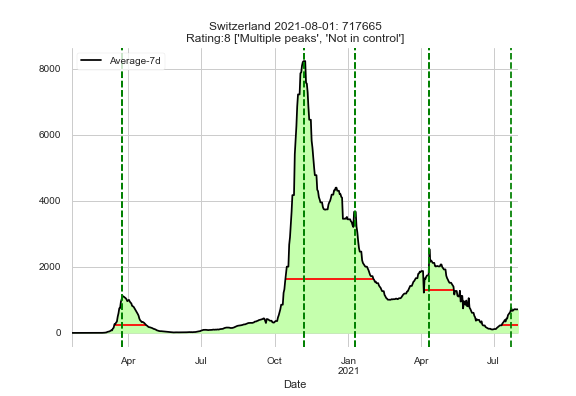 Switzerland 2021-08-01: 717665
Rating:8 ['Multiple peaks', 'Not in control']
Average-7d
8000
6000
4000
2000
0
Apr Jul Oct Jan Apr Jul
2021
Date